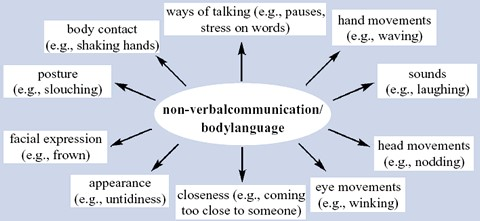 ways of talking (e.g., pauses,
stress on words)
hand movements
(e.g., waving)
body contact
(e.g., shaking hands)
posture
(e.g., slouching)
sounds
(e.g., laughing)
non-verbalcommunication/
bodylanguage
facial expression
(e.g., frown)
head movements
(e.g., nodding)
appearance
(e.g., untidiness)
closeness (e.g., coming
too close to someone)
eye movements
(e.g., winking)